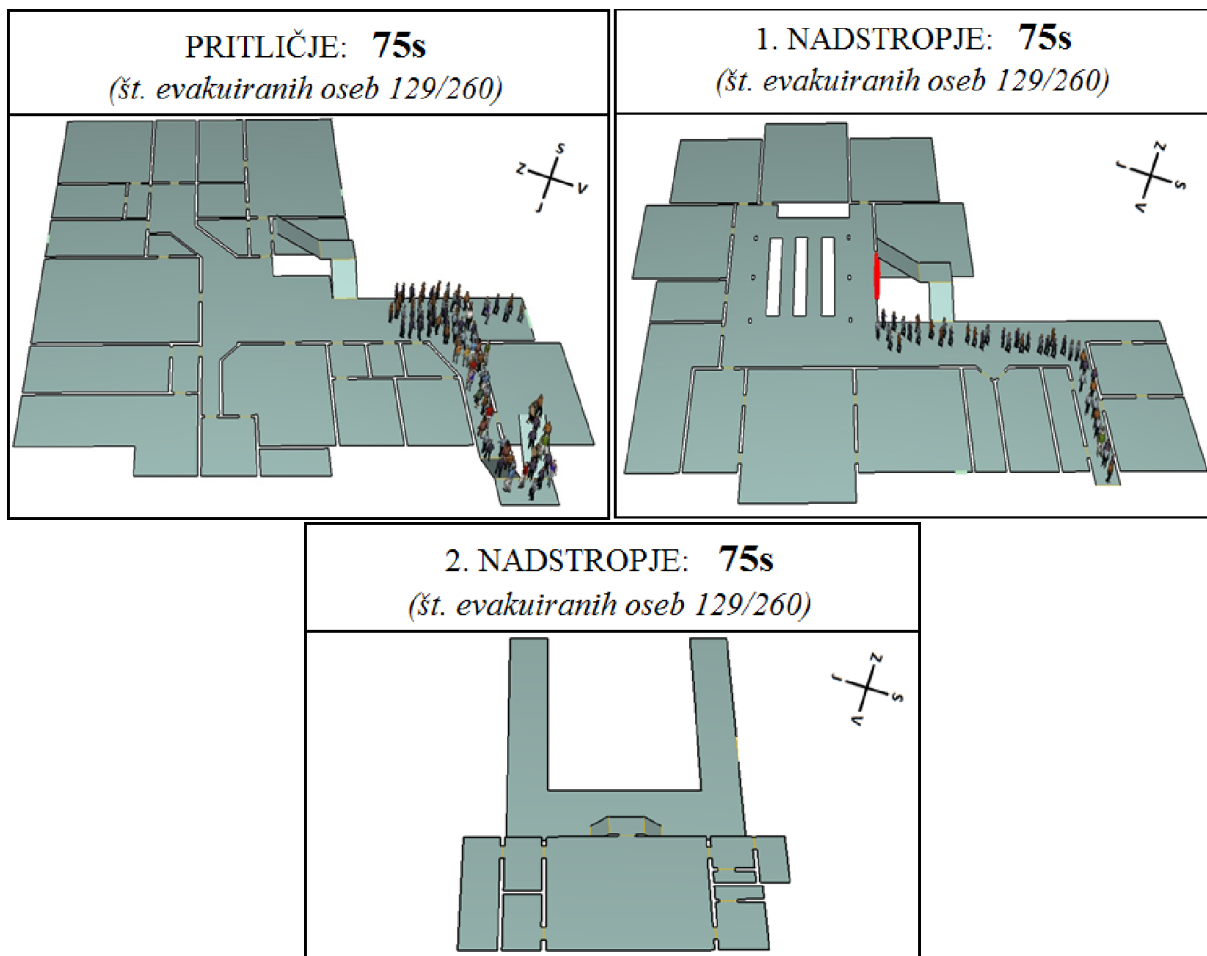 PRITLIČJE: 75s
(št. evakuiranih oseb 129/260)
S
Z
V
J
1. NADSTROPJE: 75s
(št. evakuiranih oseb 129/260)
Z
J
S
V
2. NADSTROPJE: 75s
(št. evakuiranih oseb 129/260)
Z
J
S
V